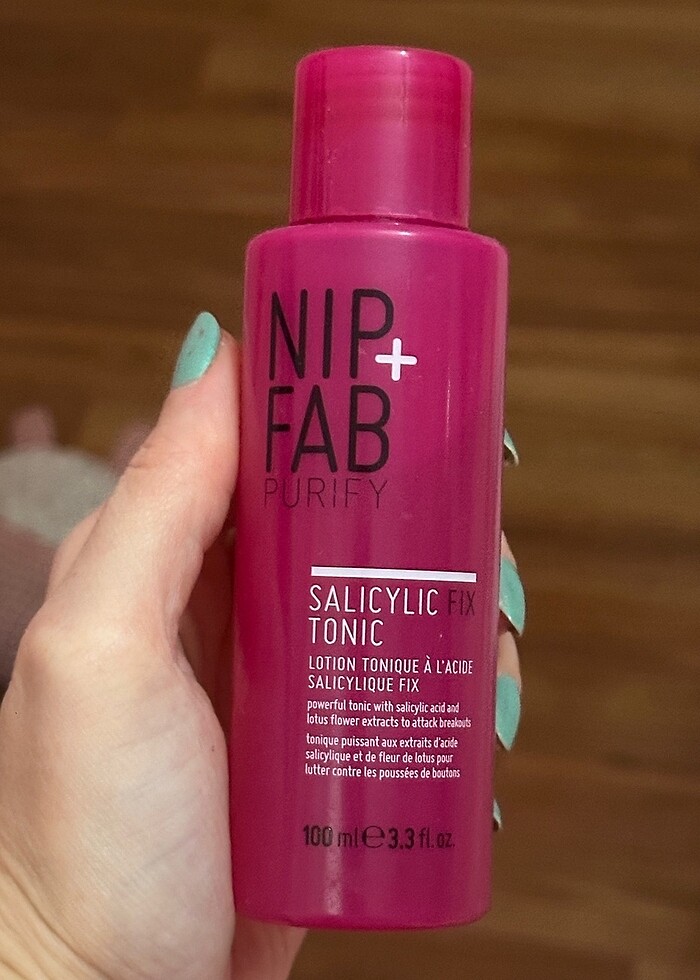 NIP+
FAB
PURIFY
SALICYLIC FIX
TONIC
LOTION TONIQUE À L'ACIDE
SALICYLIQUE FIX
powerful tonic with salicylic acid and
lotus flower extracts to attack breakouts
tonique puissant aux extraits d'acide
salicylique et de fleur de lotus pour
lutter contre les poussées de boutons
100 ml ℮ 3.3 fl. oz.